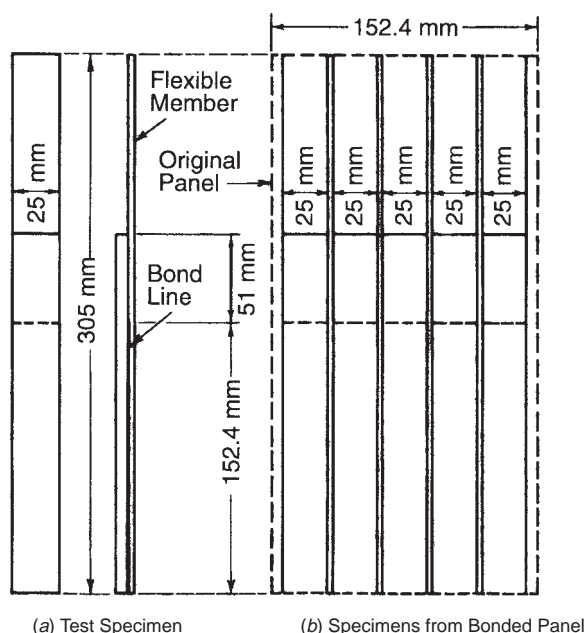 152.4 mm
Flexible
Member
Original
Panel
25 mm
25 mm
25 mm
25 mm
25 mm
25 mm
305 mm
Bond
Line
51 mm
152.4 mm
(a) Test Specimen
(b) Specimens from Bonded Panel